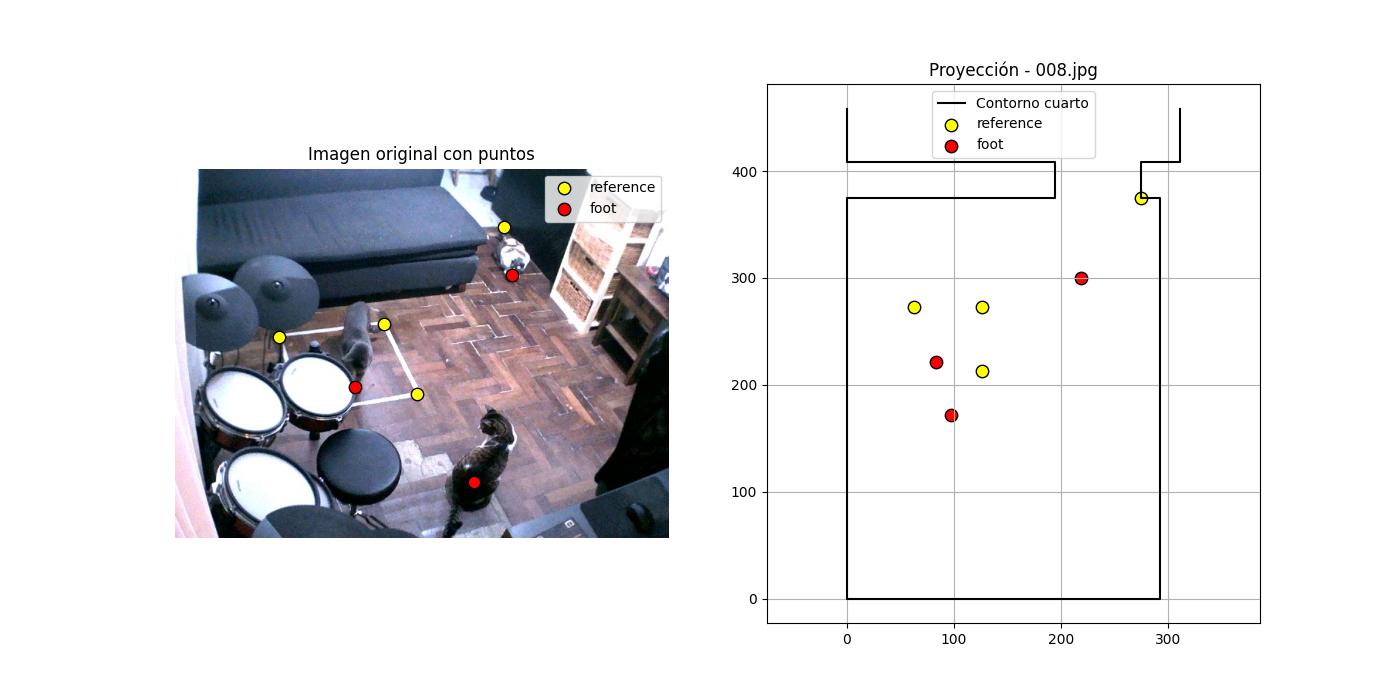 Imagen original con puntos
reference
foot
Proyección - 008.jpg
Contorno cuarto
reference
foot
400
300
200
100
0
0
100
200
300